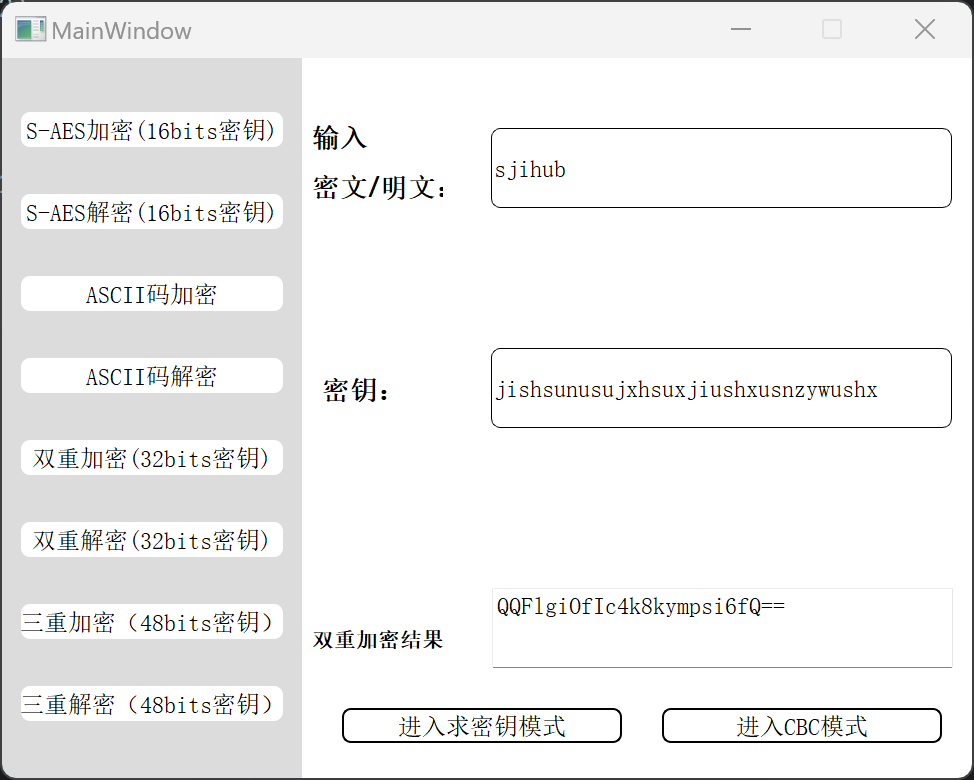 MainWindow
S-AES加密(16bits密钥)
S-AES解密(16bits密钥)
ASCII码加密
ASCII码解密
双重加密(32bits密钥)
双重解密(32bits密钥)
三重加密（48bits密钥）
三重解密（48bits密钥）
输入
密文/明文：
sjihub
密钥：
jishsunusujxhsuxjiushxusnzywushx
双重加密结果
QQFlgiOfIc4k8kympsi6fQ==
进入求密钥模式
进入CBC模式